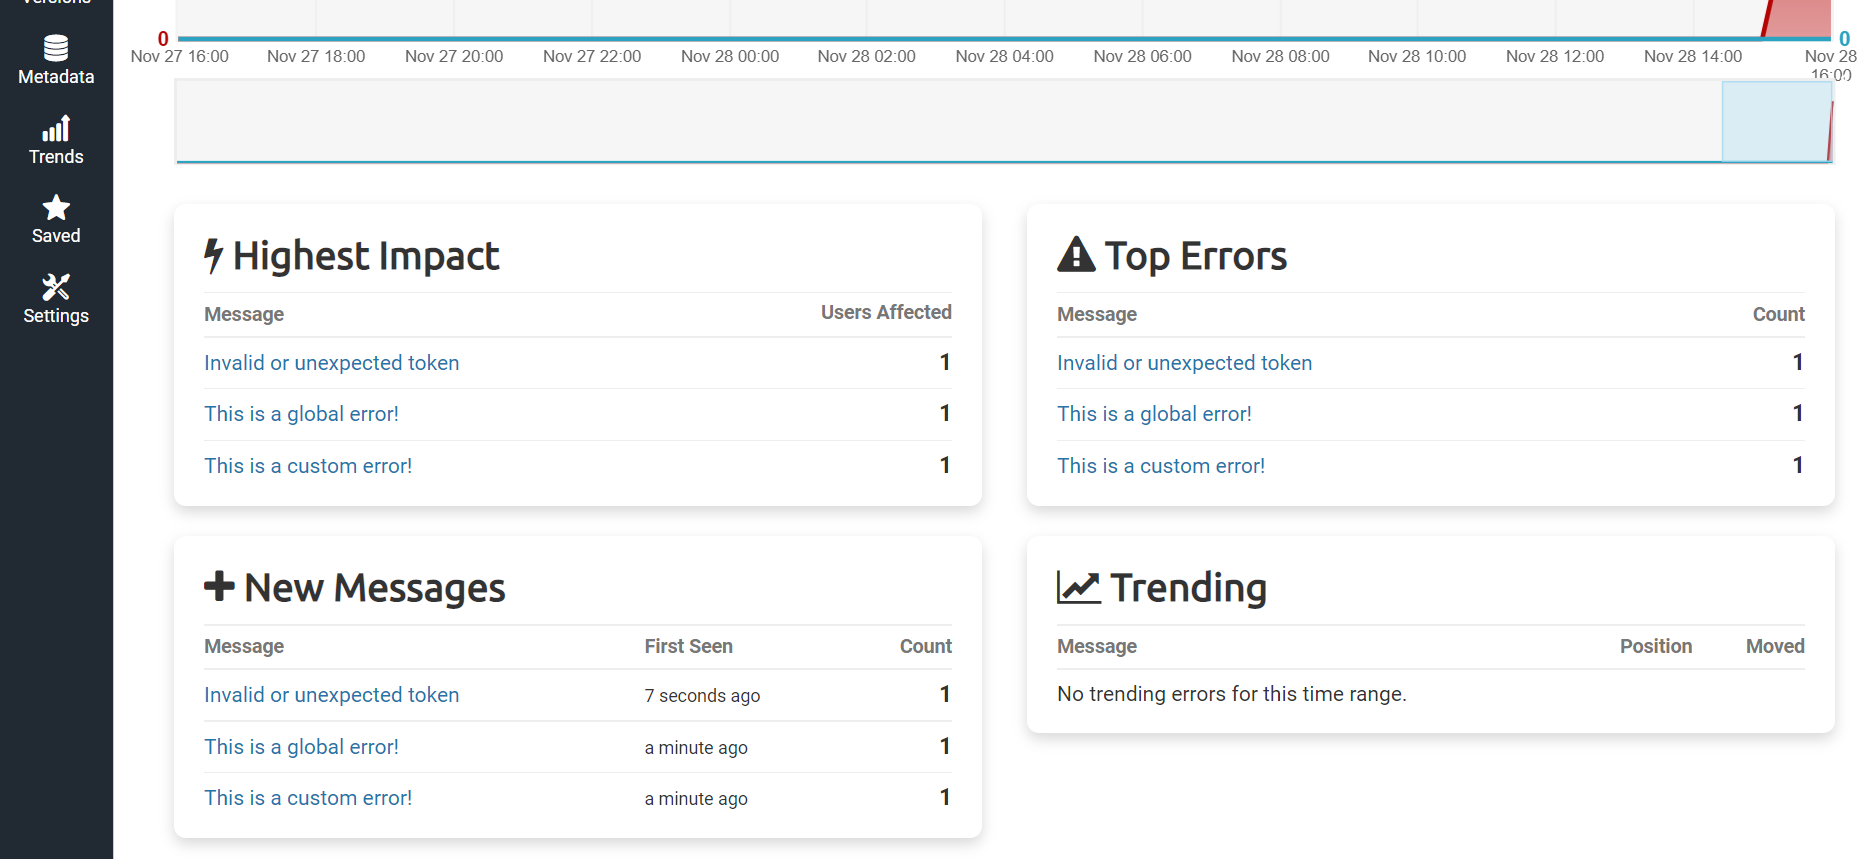 Versions
Metadata
Trends
Saved
Settings
0
0
Nov 27 16:00 Nov 27 18:00 Nov 27 20:00 Nov 27 22:00 Nov 28 00:00 Nov 28 02:00 Nov 28 04:00 Nov 28 06:00 Nov 28 08:00 Nov 28 10:00 Nov 28 12:00 Nov 28 14:00 Nov 28
16:00
Highest Impact
Message Users Affected
Invalid or unexpected token 1
This is a global error! 1
This is a custom error! 1
Top Errors
Message Count
Invalid or unexpected token 1
This is a global error! 1
This is a custom error! 1
New Messages
Message First Seen Count
Invalid or unexpected token 7 seconds ago 1
This is a global error! a minute ago 1
This is a custom error! a minute ago 1
Trending
Message Position Moved
No trending errors for this time range.